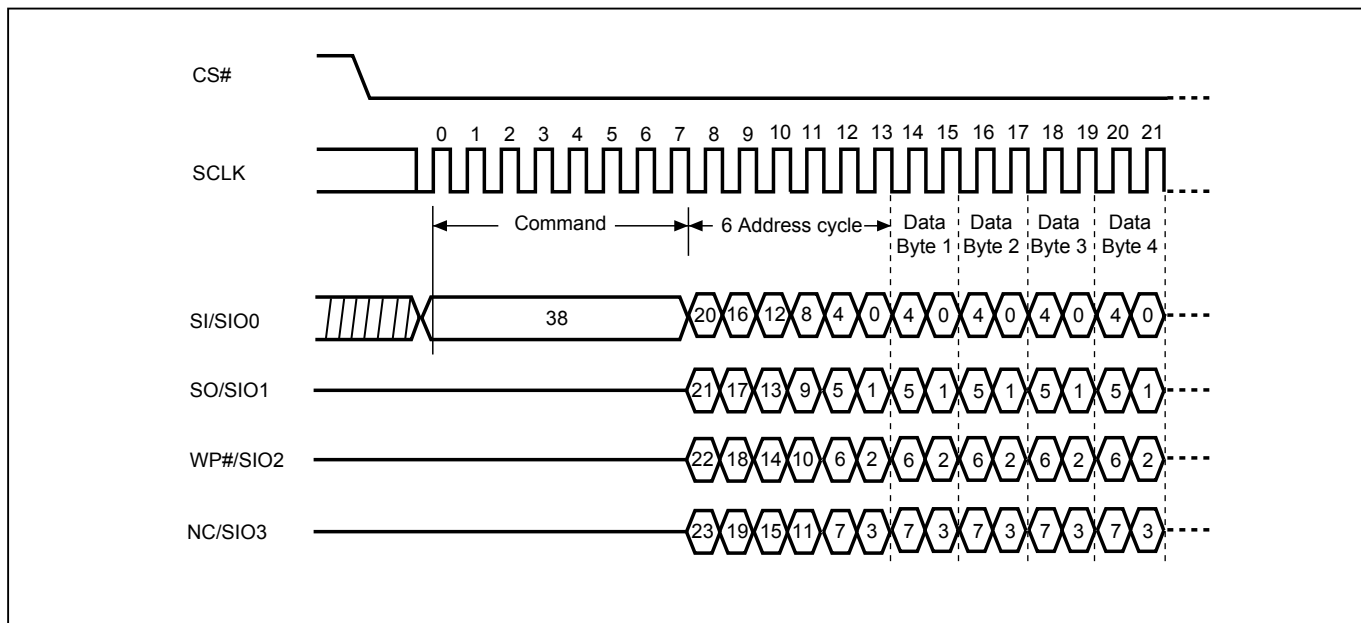 CS#
0 1 2 3 4 5 6 7 8 9 10 11 12 13 14 15 16 17 18 19 20 21
SCLK
Command 6 Address cycle Data Data Data Data
Byte 1 Byte 2 Byte 3 Byte 4
SI/SIO0 38 20 16 12 8 4 0 4 0 4 0 4 0 4 0
SO/SIO1 21 17 13 9 5 1 5 1 5 1 5 1 5 1
WP#/SIO2 22 18 14 10 6 2 6 2 6 2 6 2 6 2
NC/SIO3 23 19 15 11 7 3 7 3 7 3 7 3 7 3